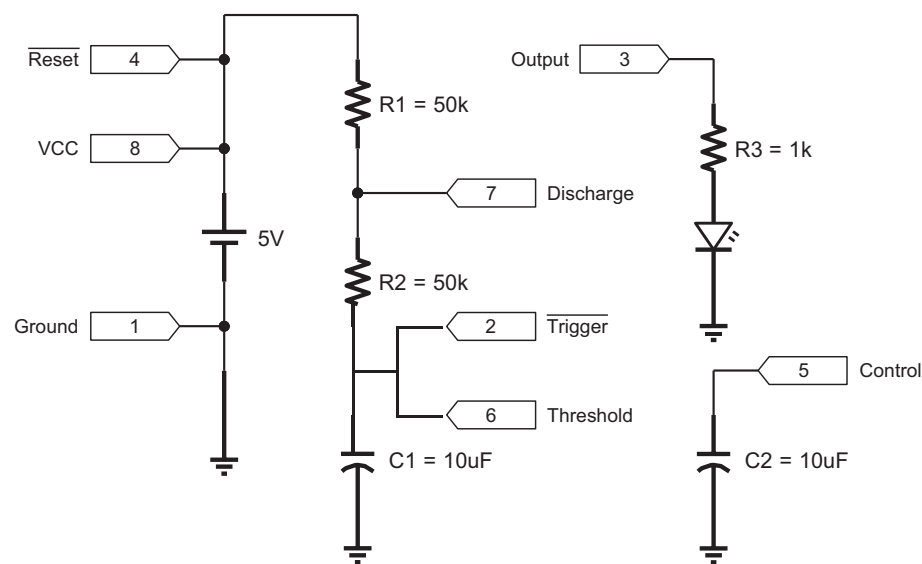 Reset 4
Output 3
R1 = 50k
VCC 8
R3 = 1k
7 Discharge
5V
R2 = 50k
Ground 1
2 Trigger
5 Control
6 Threshold
C1 = 10uF
C2 = 10uF